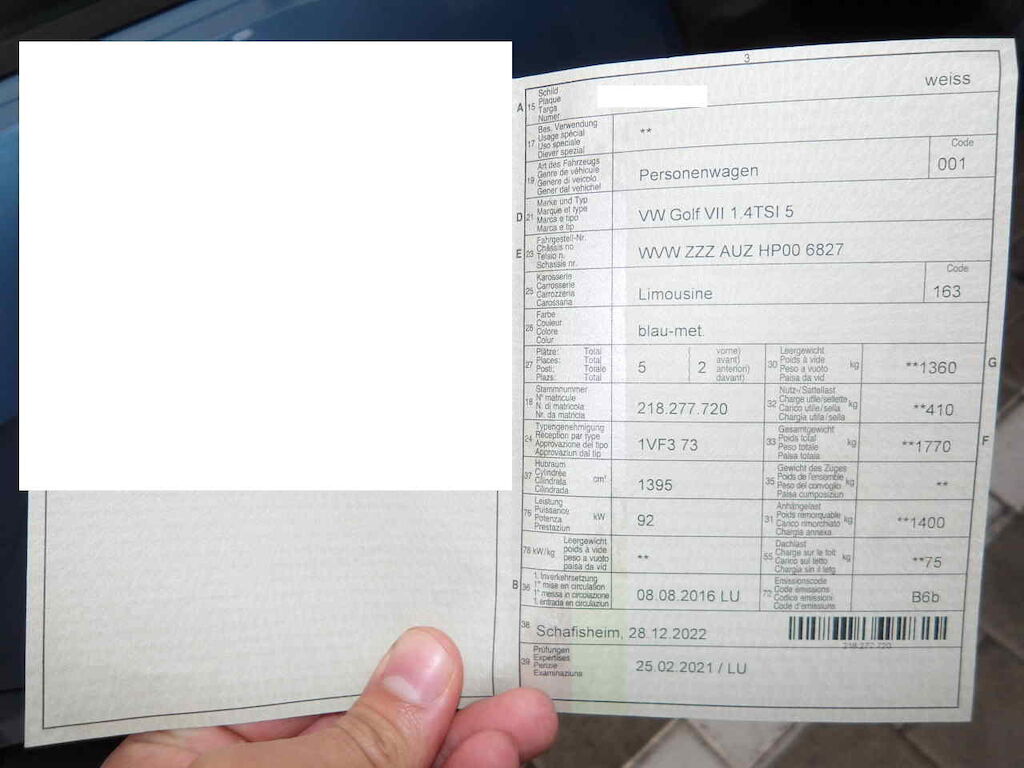 3
A 15 Schild weiss
Plaque
Targa
Numer
17 Bes. Verwendung **
Usage spécial
Uso speciale
Diever spezial
19 Art des Fahrzeugs Personenwagen Code
Genre de véhicule 001
Genere di veicolo
Gener dal vehichel
D 21 Marke und Typ VW Golf VII 1.4TSI 5
Marque et type
Marca e tipo
Marca e tip
E 23 Fahrgestell-Nr. WVW ZZZ AUZ HP00 6827
Châssis no
Telaio n.
Schassis nr.
25 Karosserie Limousine Code
Carrosserie 163
Carrozzeria
Carossaria
26 Farbe blau-met.
Couleur
Colore
Colur
27 Plätze: Total 5 ( 2 vorne)
Places: Total avant)
Posti: Totale anteriori)
Plazs: Total davant)
30 Leergewicht kg **1360 G
Poids à vide
Peso a vuoto
Paisa da vid
18 Stammnummer 218.277.720
N° matricule
N. di matricola
Nr. da matricla
32 Nutz-/Sattellast kg **410
Charge utile/sellette
Carico utile/sella
Chargia utila/sella
24 Typengenehmigung 1VF3 73
Réception par type
Approvazione del tipo
Approvaziun dal tip
33 Gesamtgewicht kg **1770 F
Poids total
Peso totale
Paisa totala
37 Hubraum cm³ 1395
Cylindrée
Cilindrata
Cilindrada
35 Gewicht des Zuges kg **
Poids de l'ensemble
Peso del convoglio
Paisa cumposiziun
76 Leistung kW 92
Puissance
Potenza
Prestaziun
31 Anhängelast kg **1400
Poids remorquable
Carico rimorchiato
Chargia annexa
78 kW/kg Leergewicht **
poids à vide
peso a vuoto
paisa da vid
55 Dachlast kg **75
Charge sur le toit
Carico sul tetto
Chargia sin il tetg
B 36 1. Inverkehrsetzung 08.08.2016 LU
1re mise en circulation
1a messa in circolazione
1. entrada en circulaziun
72 Emissionscode B6b
Code émissions
Codice emissioni
Code d'emissiuns
38 Schafisheim, 28.12.2022
218.277.720
39 Prüfungen 25.02.2021 / LU
Expertises
Perizie
Examinaziuns